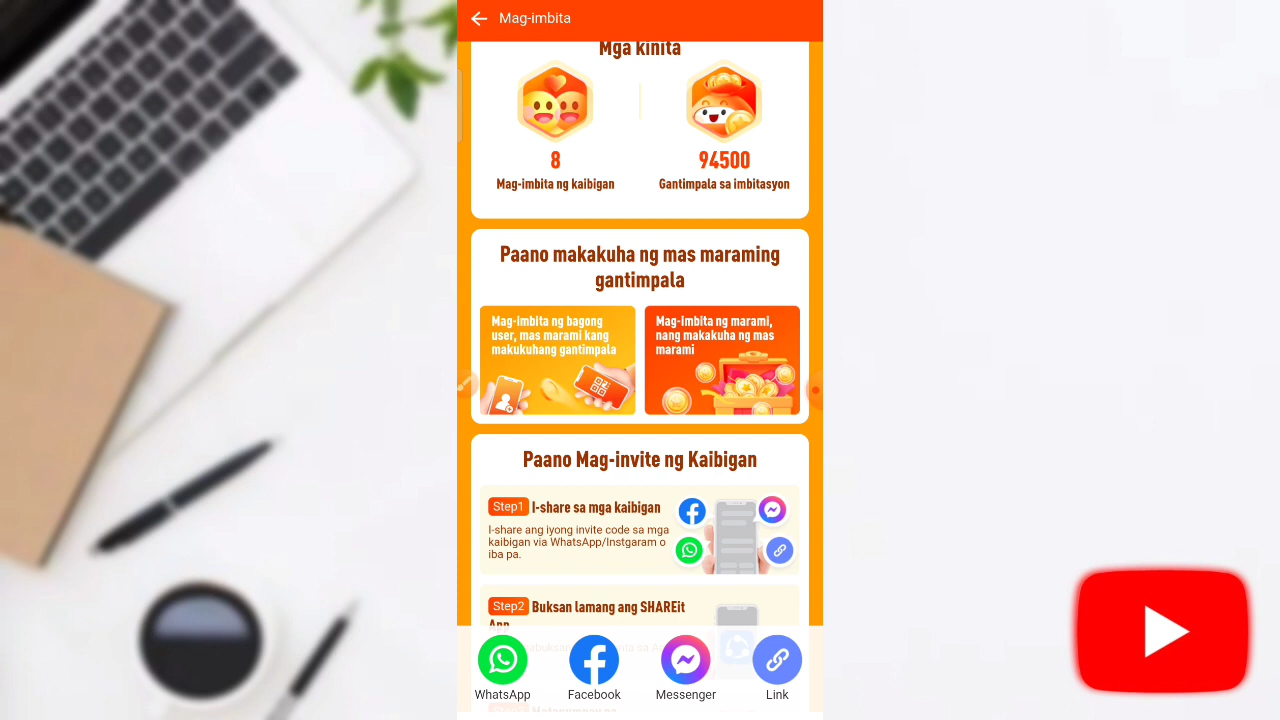 Mag-imbita
Mga kinita
8
94500
Mag-imbita ng kaibigan
Gantimpala sa imbitasyon
Paano makakuha ng mas maraming
gantimpala
Mag-imbita ng bagong
user, mas marami kang
makukuhang gantimpala
Mag-imbita ng marami,
nang makakuha ng mas
marami
Paano Mag-invite ng Kaibigan
Step1 I-share sa mga kaibigan
I-share ang iyong invite code sa mga
kaibigan via WhatsApp/Instgaram o
iba pa.
Step2 Buksan lamang ang SHAREit
App
WhatsApp
Facebook
Messenger
Link